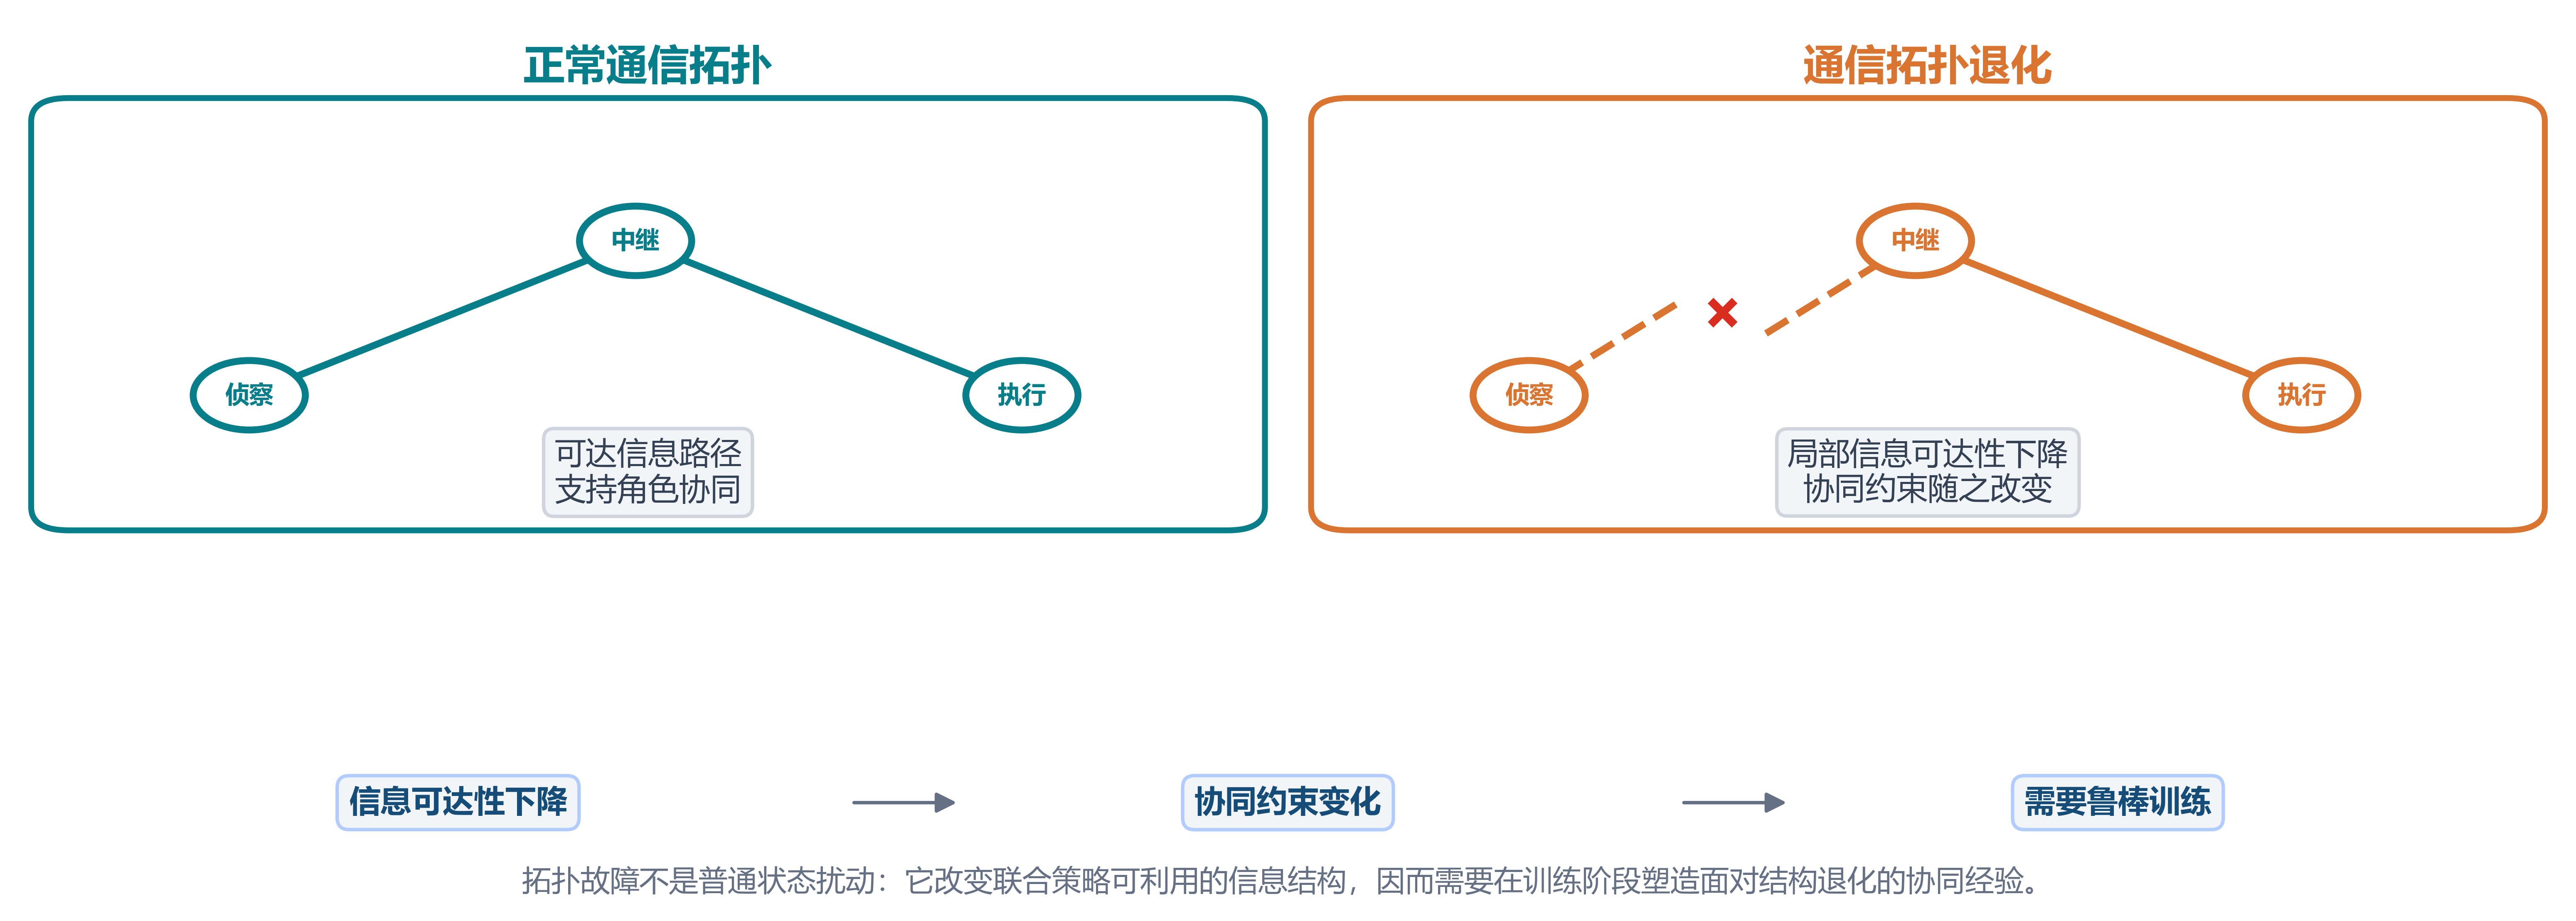 正常通信拓扑
中继
侦察
执行
可达信息路径
支持角色协同
通信拓扑退化
中继
侦察
执行
局部信息可达性下降
协同约束随之改变
信息可达性下降
协同约束变化
需要鲁棒训练
拓扑故障不是普通状态扰动：它改变联合策略可利用的信息结构，因而需要在训练阶段塑造面对结构退化的协同经验。